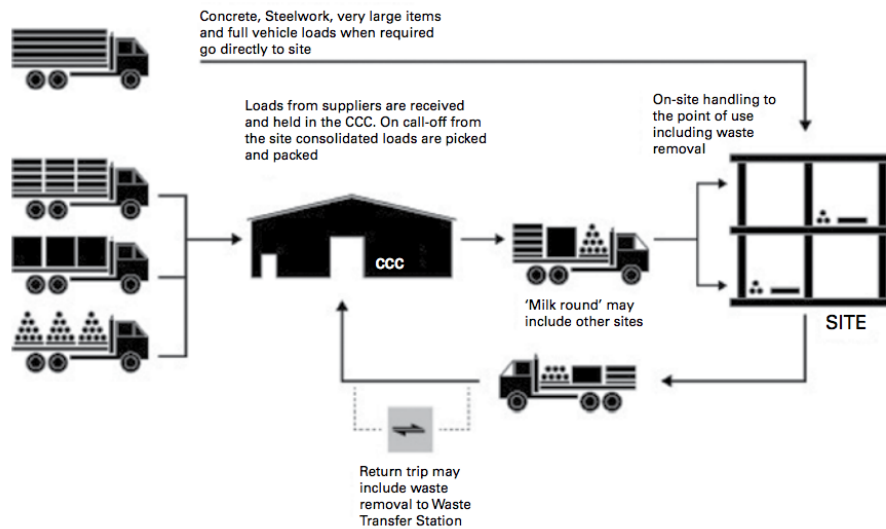 Concrete, Steelwork, very large items
and full vehicle loads when required
go directly to site
Loads from suppliers are received
and held in the CCC. On call-off from
the site consolidated loads are picked
and packed
On-site handling to
the point of use
including waste
removal
CCC
‘Milk round’ may
include other sites
SITE
Return trip may
include waste
removal to Waste
Transfer Station